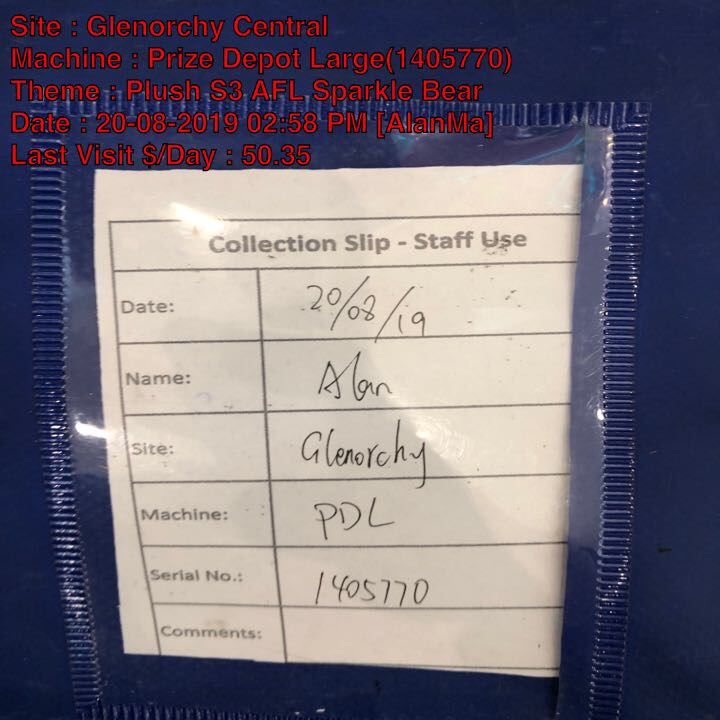 Site : Glenorchy Central
Machine : Prize Depot Large(1405770)
Theme : Plush S3 AFL Sparkle Bear
Date : 20-08-2019 02:58 PM [AlanMa]
Last Visit $/Day : 50.35
Collection Slip - Staff Use
Date: 20/08/19
Name: Alan
Site: Glenorchy
Machine: PDL
Serial No.: 1405770
Comments: